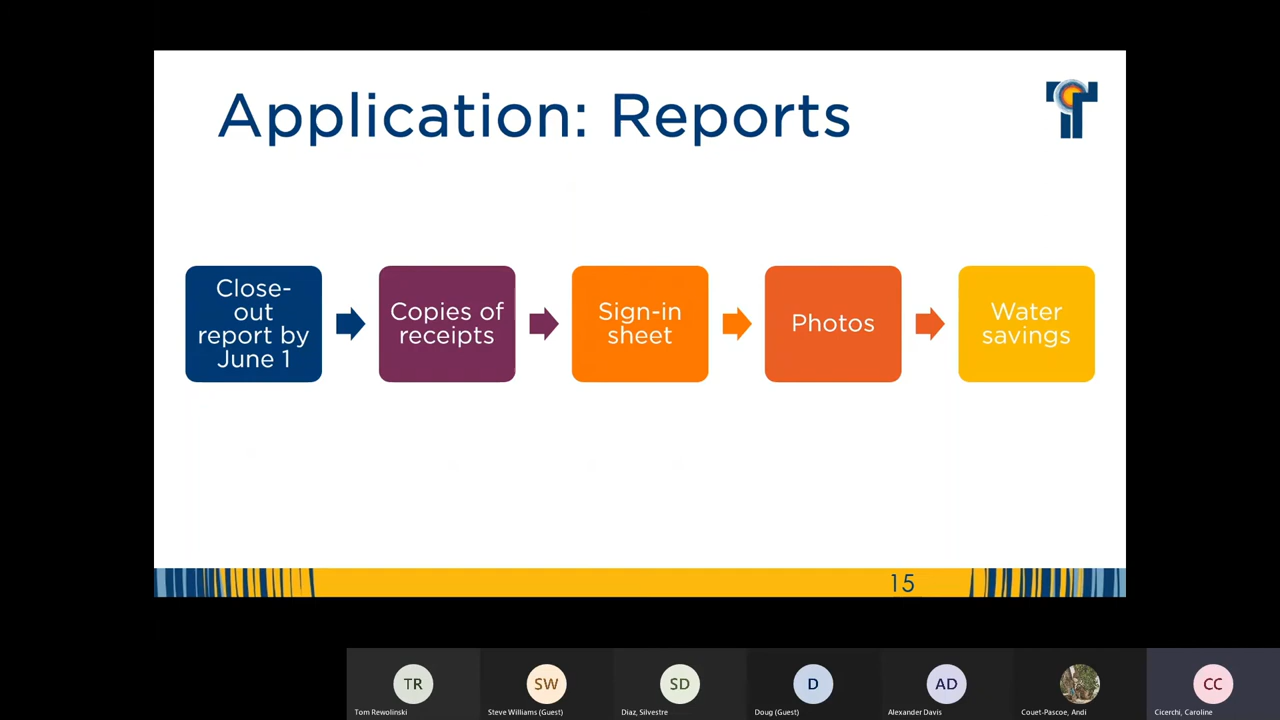 Application: Reports
Close-
out
report by
June 1
Copies of
receipts
Sign-in
sheet
Photos
Water
savings
15
TR
SW
SD
D
AD
CC
Tom Rewolinski
Steve Williams (Guest)
Diaz, Silvestre
Doug (Guest)
Alexander Davis
Couet-Pascoe, Andi
Cicerchi, Caroline